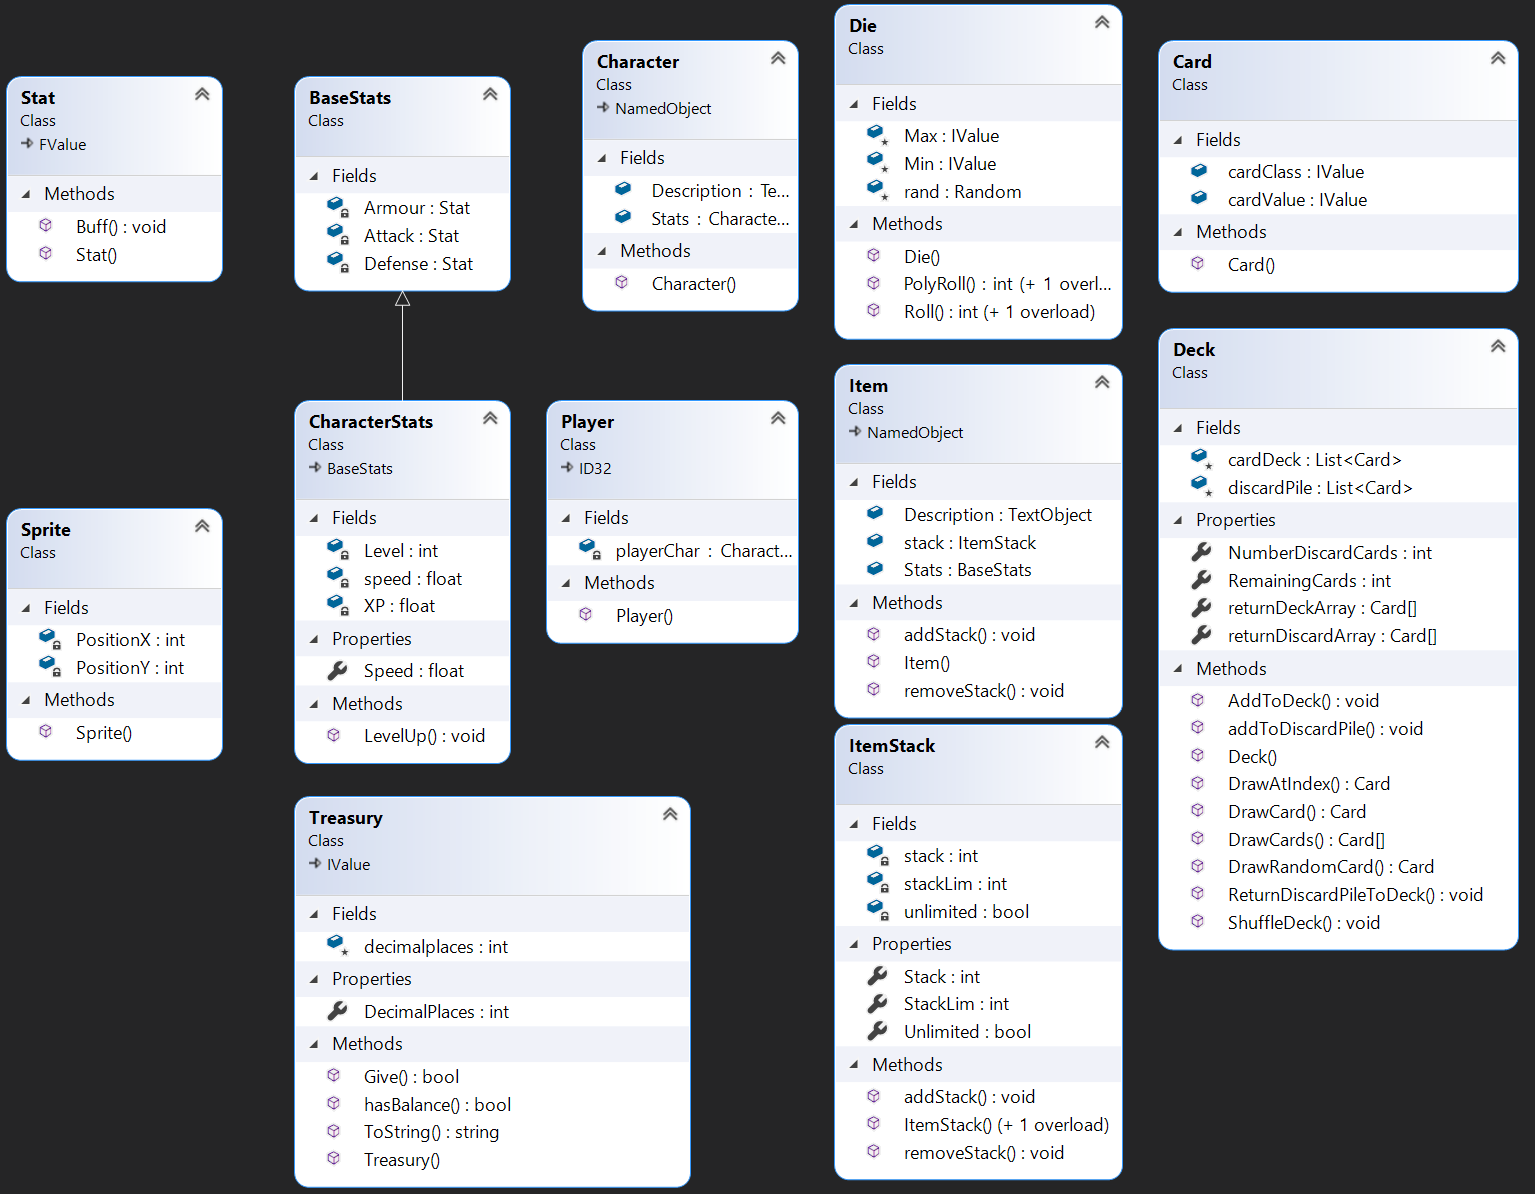 Stat
Class
FValue
Methods
Buff() : void
Stat()
BaseStats
Class
Fields
Armour : Stat
Attack : Stat
Defense : Stat
Character
Class
NamedObject
Fields
Description : Te...
Stats : Characte...
Methods
Character()
Die
Class
Fields
Max : IValue
Min : IValue
rand : Random
Methods
Die()
PolyRoll() : int (+ 1 overl...
Roll() : int (+ 1 overload)
Card
Class
Fields
cardClass : IValue
cardValue : IValue
Methods
Card()
Sprite
Class
Fields
PositionX : int
PositionY : int
Methods
Sprite()
CharacterStats
Class
BaseStats
Fields
Level : int
speed : float
XP : float
Properties
Speed : float
Methods
LevelUp() : void
Player
Class
ID32
Fields
playerChar : Charact...
Methods
Player()
Item
Class
NamedObject
Fields
Description : TextObject
stack : ItemStack
Stats : BaseStats
Methods
addStack() : void
Item()
removeStack() : void
Deck
Class
Fields
cardDeck : List<Card>
discardPile : List<Card>
Properties
NumberDiscardCards : int
RemainingCards : int
returnDeckArray : Card[]
returnDiscardArray : Card[]
Methods
AddToDeck() : void
addToDiscardPile() : void
Deck()
DrawAtIndex() : Card
DrawCard() : Card
DrawCards() : Card[]
DrawRandomCard() : Card
ReturnDiscardPileToDeck() : void
ShuffleDeck() : void
Treasury
Class
IValue
Fields
decimalplaces : int
Properties
DecimalPlaces : int
Methods
Give() : bool
hasBalance() : bool
ToString() : string
Treasury()
ItemStack
Class
Fields
stack : int
stackLim : int
unlimited : bool
Properties
Stack : int
StackLim : int
Unlimited : bool
Methods
addStack() : void
ItemStack() (+ 1 overload)
removeStack() : void